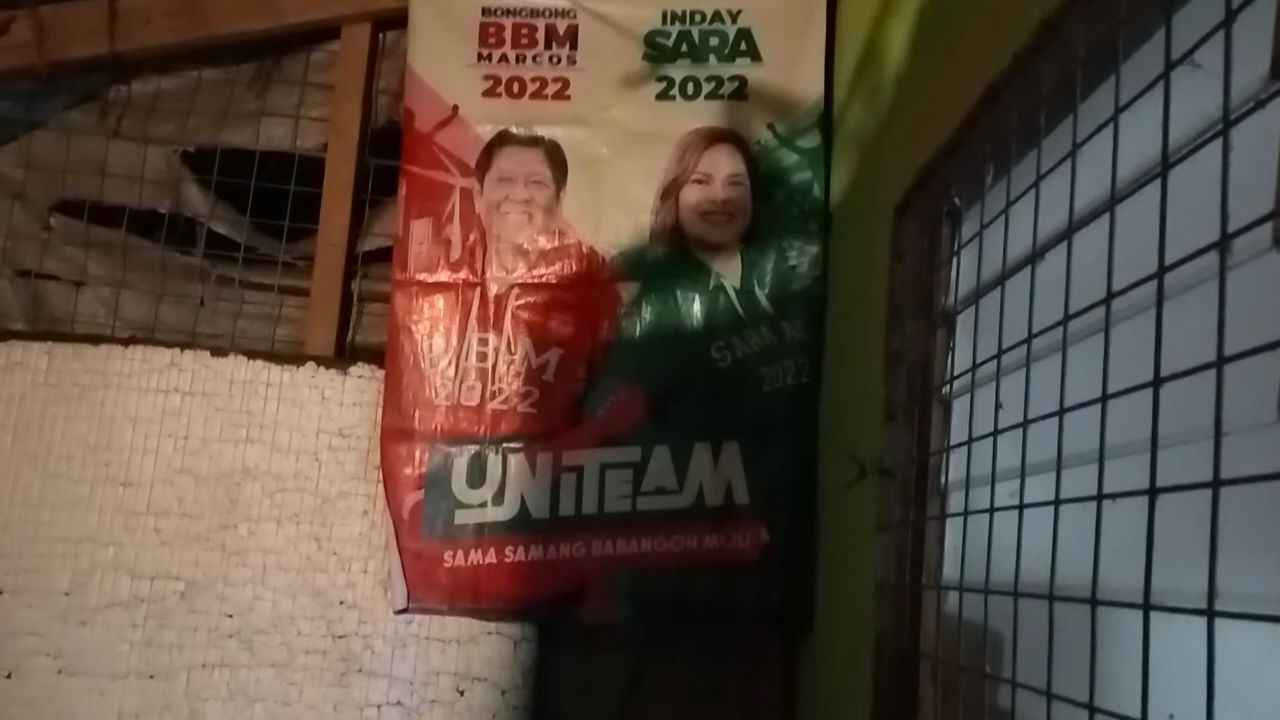 BONGBONG
BBM
MARCOS
2022
INDAY
SARA
2022
BBM
2022
SARA
2022
UNiTEAM
SAMA-SAMANG BABANGON MULI